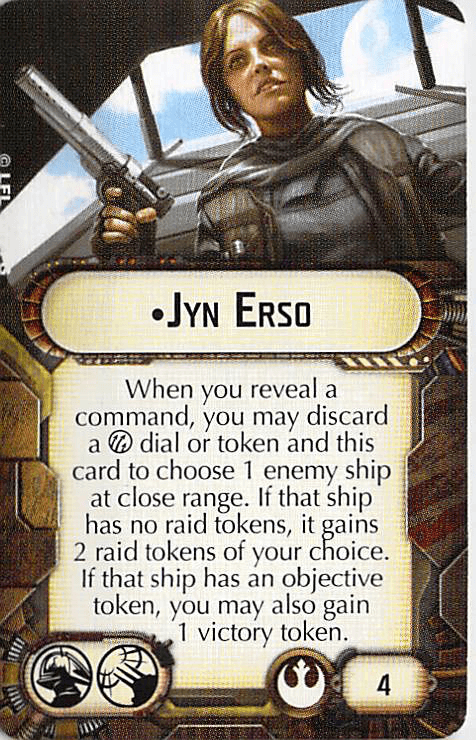 © LFL
•Jyn Erso
When you reveal a
command, you may discard
a dial or token and this
card to choose 1 enemy ship
at close range. If that ship
has no raid tokens, it gains
2 raid tokens of your choice.
If that ship has an objective
token, you may also gain
1 victory token.
4